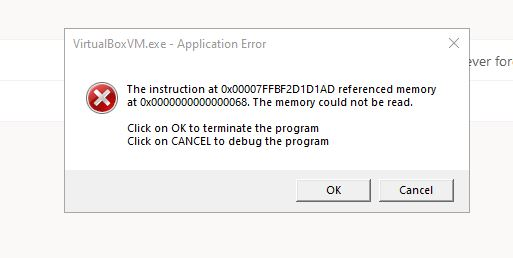 VirtualBoxVM.exe - Application Error
ever for
The instruction at 0x00007FFBF2D1D1AD referenced memory
at 0x0000000000000068. The memory could not be read.
Click on OK to terminate the program
Click on CANCEL to debug the program
OK
Cancel